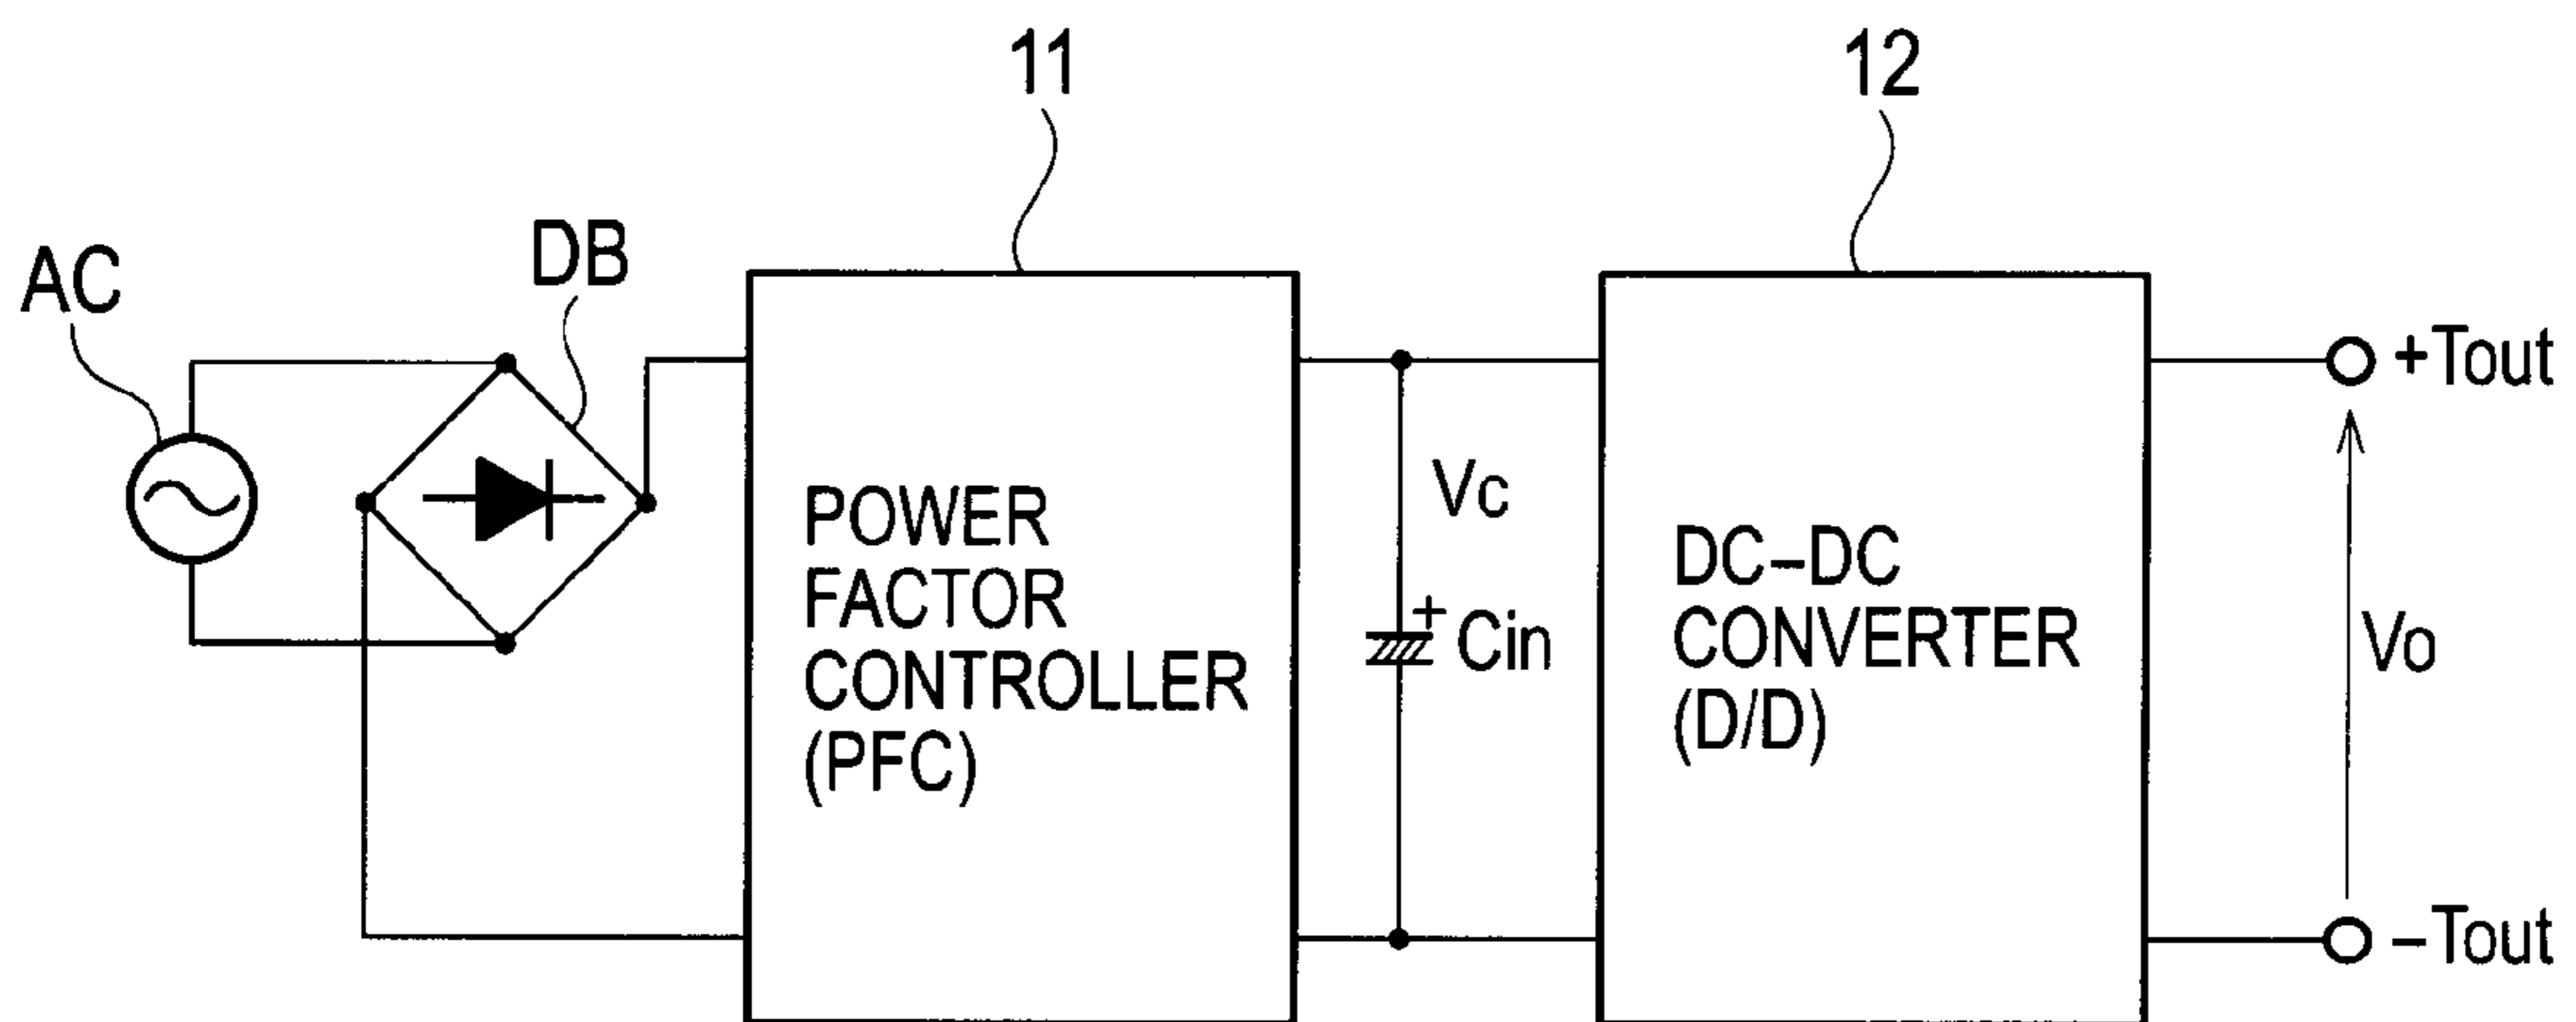 11
12
AC
DB
+Tout
POWER
FACTOR
CONTROLLER
(PFC)
Vc
+
Cin
DC-DC
CONVERTER
(D/D)
Vo
-Tout